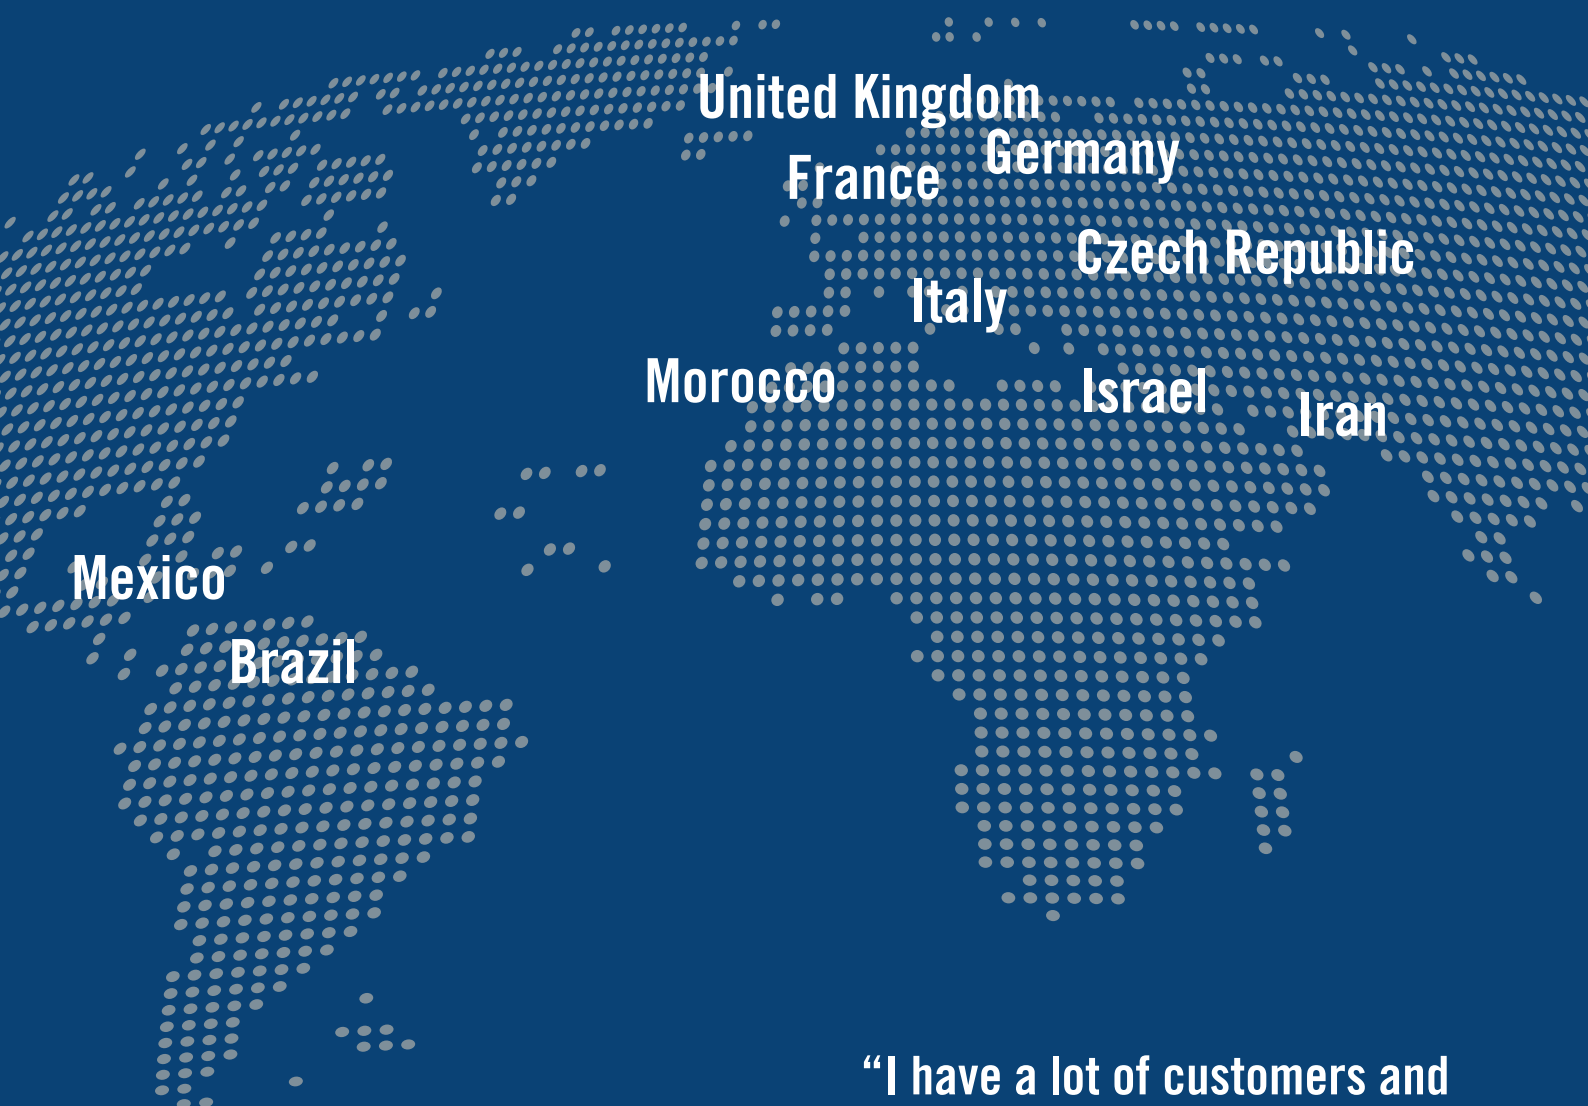 United Kingdom
Germany
France
Czech Republic
Italy
Morocco
Israel
Iran
Mexico
Brazil
“I have a lot of customers and